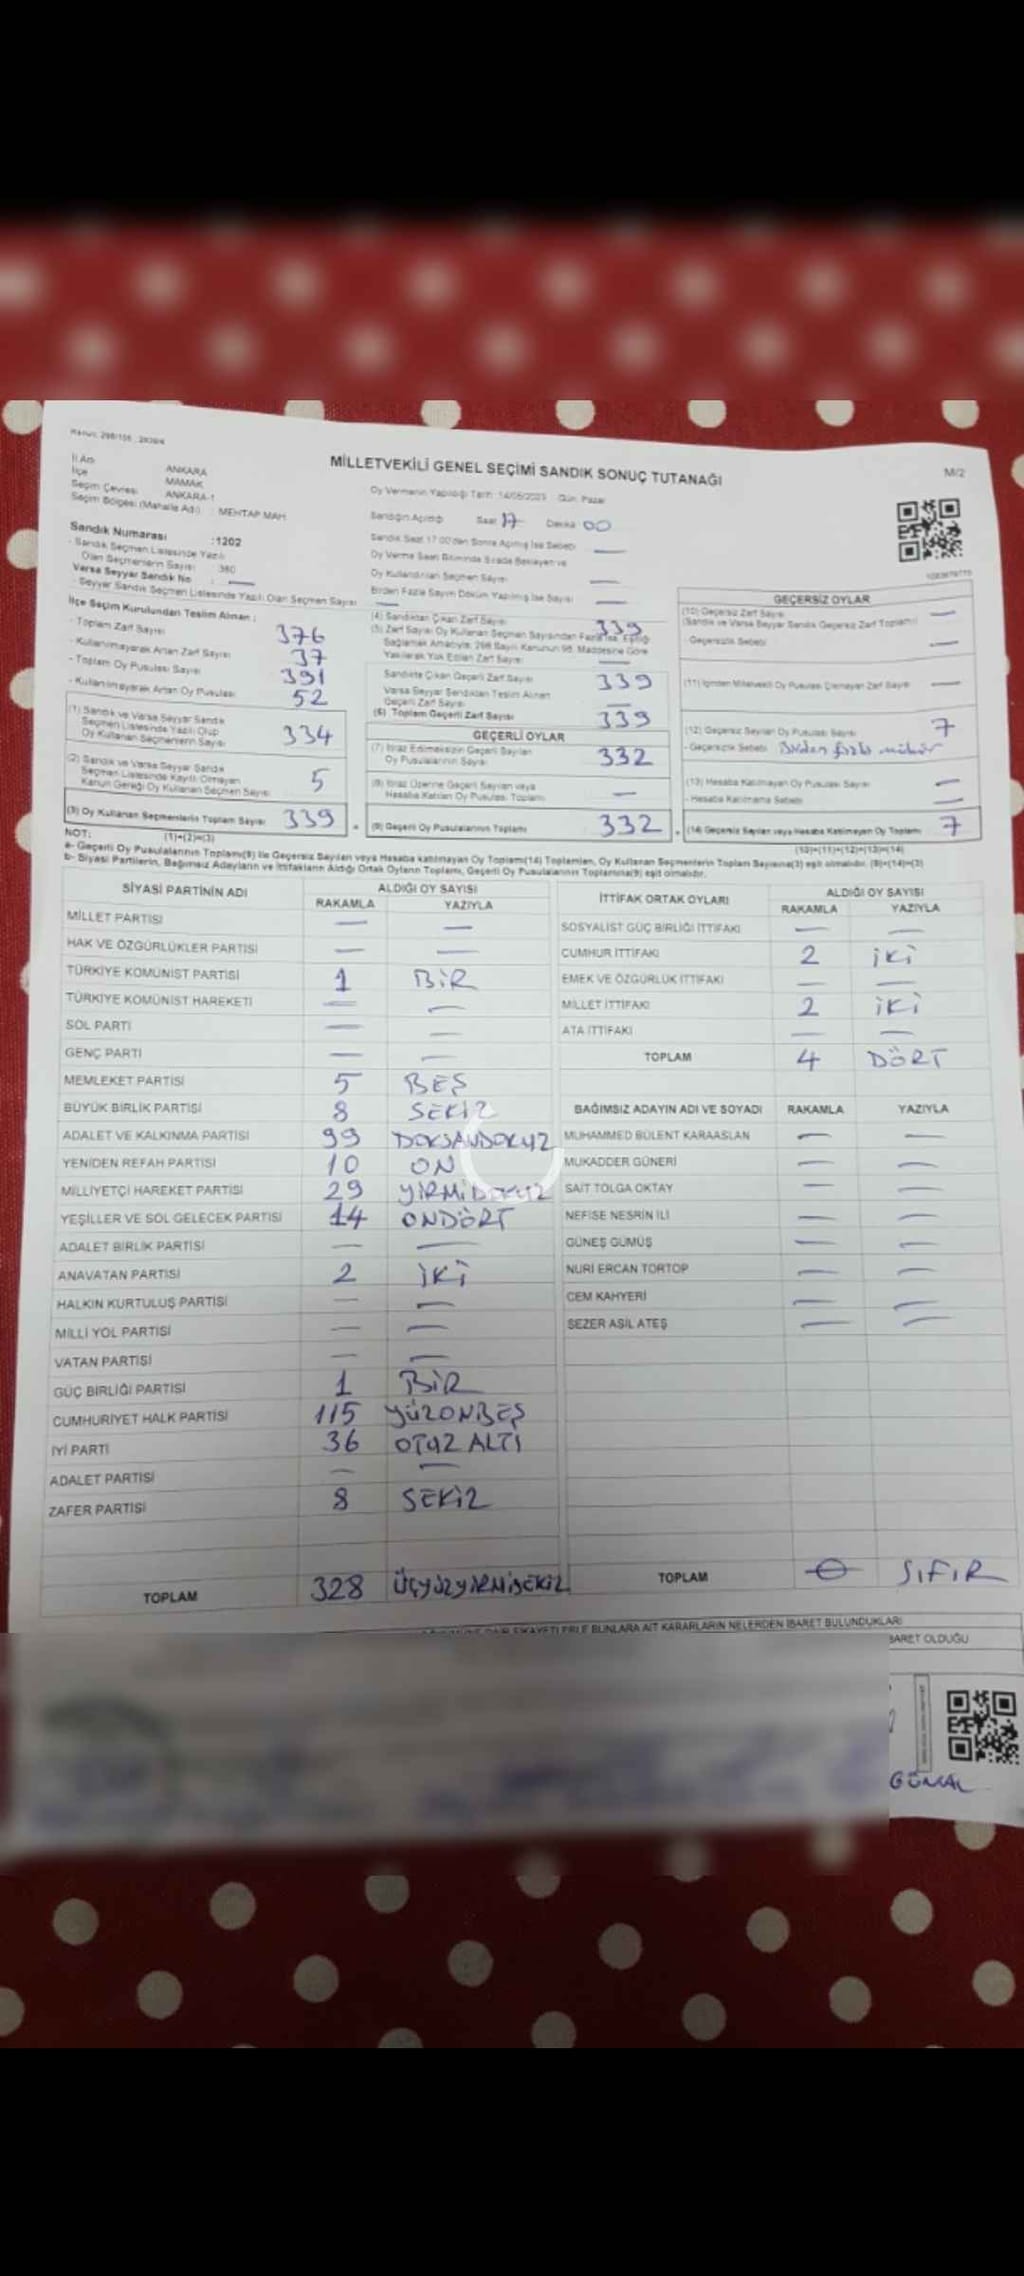 MİLLETVEKİLİ GENEL SEÇİMİ SANDIK SONUÇ TUTANAĞI
M/2
İl Adı ANKARA
İlçe MAMAK
Seçim Çevresi ANKARA-1
Seçim Bölgesi (Mahalle Adı) : MEHTAP MAH
Oy Vermenin Yapıldığı Tarih: 14/05/2023 Gün: Pazar
Sandığın Açıldığı Saat 17 Dakika 00
Sandık Saat 17.00'den Sonra Açılmış İse Sebebi —
Oy Verme Saati Bitiminde Sırada Bekleyen ve
Oy Kullandırılan Seçmen Sayısı —
Birden Fazla Sayım Döküm Yapılmış İse Sayısı —
Sandık Numarası :1202
- Sandık Seçmen Listesinde Yazılı
Olan Seçmenlerin Sayısı 380
Varsa Seyyar Sandık No : —
- Seyyar Sandık Seçmen Listesinde Yazılı Olan Seçmen Sayısı —
İlçe Seçim Kurulundan Teslim Alınan :
- Toplam Zarf Sayısı 376
- Kullanılmayarak Artan Zarf Sayısı 37
- Toplam Oy Pusulası Sayısı 391
- Kullanılmayarak Artan Oy Pusulası 52
(1) Sandık ve Varsa Seyyar Sandık
Seçmen Listesinde Yazılı Olup
Oy Kullanan Seçmenlerin Sayısı 334
(2) Sandık ve Varsa Seyyar Sandık
Seçmen Listesinde Kayıtlı Olmayan
Kanun Gereği Oy Kullanan Seçmen Sayısı 5
(3) Oy Kullanan Seçmenlerin Toplam Sayısı 339
(1)+(2)=(3)
(4) Sandıktan Çıkan Zarf Sayısı 339
(5) Zarf Sayısı Oy Kullanan Seçmen Sayısından Fazla İse, Eşitliği
Sağlamak Amacıyla; 298 Sayılı Kanunun 98. Maddesine Göre
Yakılarak Yok Edilen Zarf Sayısı —
Sandıkta Çıkan Geçerli Zarf Sayısı 339
Varsa Seyyar Sandıktan Teslim Alınan
Geçerli Zarf Sayısı —
(6) Toplam Geçerli Zarf Sayısı 339
GEÇERLİ OYLAR
(7) İtiraz Edilmeksizin Geçerli Sayılan
Oy Pusulalarının Sayısı 332
(8) İtiraz Üzerine Geçerli Sayılan veya
Hesaba Katılan Oy Pusulası Toplamı —
(9) Geçerli Oy Pusulalarının Toplamı 332
GEÇERSİZ OYLAR
(10) Geçersiz Zarf Sayısı —
(Sandık ve Varsa Seyyar Sandık Geçersiz Zarf Toplamı)
- Geçersizlik Sebebi —
(11) İçinden Milletvekili Oy Pusulası Çıkmayan Zarf Sayısı —
(12) Geçersiz Sayılan Oy Pusulası Sayısı 7
- Geçersizlik Sebebi Birden fazla mühür
(13) Hesaba Katılmayan Oy Pusulası Sayısı —
- Hesaba Katılmama Sebebi —
(14) Geçersiz Sayılan veya Hesaba Katılmayan Oy Toplamı 7
(10)+(11)+(12)+(13)=(14)
NOT:
a- Geçerli Oy Pusulalarının Toplamı(9) ile Geçersiz Sayılan veya Hesaba katılmayan Oy Toplamı(14) Toplamları, Oy Kullanan Seçmenlerin Toplam Sayısına(3) eşit olmalıdır. (9)+(14)=(3)
b- Siyasi Partilerin, Bağımsız Adayların ve İttifakların Aldığı Ortak Oyların Toplamı, Geçerli Oy Pusulalarının Toplamına(9) eşit olmalıdır.
SİYASİ PARTİNİN ADI ALDIĞI OY SAYISI
RAKAMLA YAZIYLA
MİLLET PARTİSİ — —
HAK VE ÖZGÜRLÜKLER PARTİSİ — —
TÜRKİYE KOMÜNİST PARTİSİ 1 BİR
TÜRKİYE KOMÜNİST HAREKETİ — —
SOL PARTİ — —
GENÇ PARTİ — —
MEMLEKET PARTİSİ 5 BEŞ
BÜYÜK BİRLİK PARTİSİ 8 SEKİZ
ADALET VE KALKINMA PARTİSİ 99 DOKSANDOKUZ
YENİDEN REFAH PARTİSİ 10 ON
MİLLİYETÇİ HAREKET PARTİSİ 29 YİRMİDOKUZ
YEŞİLLER VE SOL GELECEK PARTİSİ 14 ONDÖRT
ADALET BİRLİK PARTİSİ — —
ANAVATAN PARTİSİ 2 İKİ
HALKIN KURTULUŞ PARTİSİ — —
MİLLİ YOL PARTİSİ — —
VATAN PARTİSİ — —
GÜÇ BİRLİĞİ PARTİSİ 1 BİR
CUMHURİYET HALK PARTİSİ 115 YÜZONBEŞ
İYİ PARTİ 36 OTUZ ALTI
ADALET PARTİSİ — —
ZAFER PARTİSİ 8 SEKİZ
TOPLAM 328 ÜÇYÜZYİRMİSEKİZ
İTTİFAK ORTAK OYLARI ALDIĞI OY SAYISI
RAKAMLA YAZIYLA
SOSYALİST GÜÇ BİRLİĞİ İTTİFAKI — —
CUMHUR İTTİFAKI 2 İKİ
EMEK VE ÖZGÜRLÜK İTTİFAKI — —
MİLLET İTTİFAKI 2 İKİ
ATA İTTİFAKI — —
TOPLAM 4 DÖRT
BAĞIMSIZ ADAYIN ADI VE SOYADI RAKAMLA YAZIYLA
MUHAMMED BÜLENT KARAASLAN — —
MUKADDER GÜNERİ — —
SAİT TOLGA OKTAY — —
NEFİSE NESRİN İLİ — —
GÜNEŞ GÜMÜŞ — —
NURİ ERCAN TORTOP — —
CEM KAHYERİ — —
SEZER ASİL ATEŞ — —
TOPLAM 0 SIFIR
BUNLARA AİT KARARLARIN NELERDEN İBARET BULUNDUKLARI
OLDUĞU